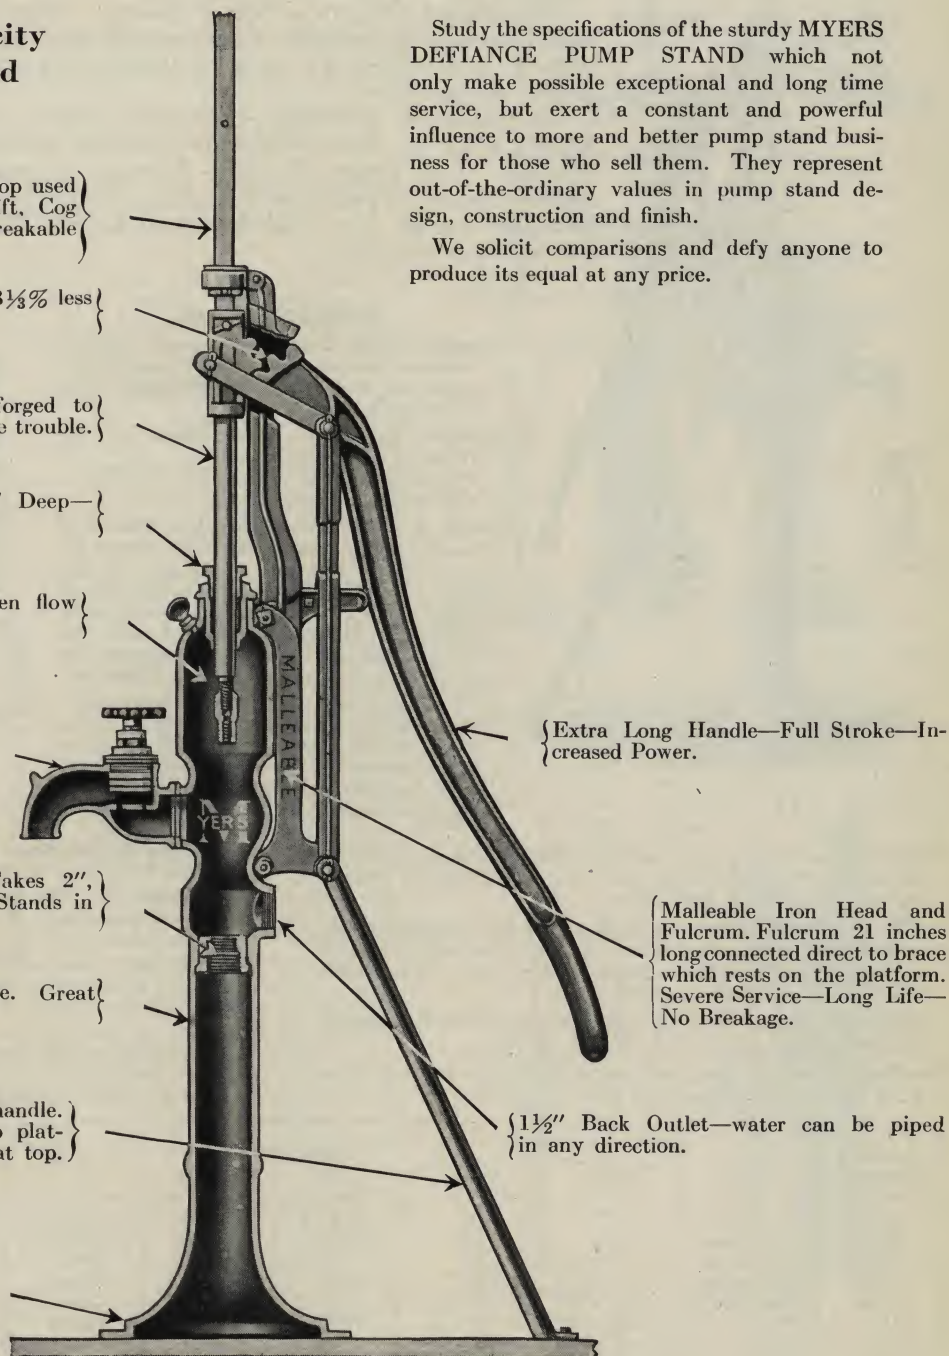 city
d
Study the specifications of the sturdy MYERS
DEFIANCE PUMP STAND which not
only make possible exceptional and long time
service, but exert a constant and powerful
influence to more and better pump stand busi-
ness for those who sell them. They represent
out-of-the-ordinary values in pump stand de-
sign, construction and finish.
We solicit comparisons and defy anyone to
produce its equal at any price.
op used
ft. Cog
reakable
3⅓% less
forged to
e trouble.
Deep—
en flow
MALLEABLE
MYERS
Extra Long Handle—Full Stroke—In-
creased Power.
akes 2",
Stands in
Malleable Iron Head and
Fulcrum. Fulcrum 21 inches
long connected direct to brace
which rests on the platform.
Severe Service—Long Life—
No Breakage.
e. Great
handle.
plat-
at top.
1½" Back Outlet—water can be piped
in any direction.